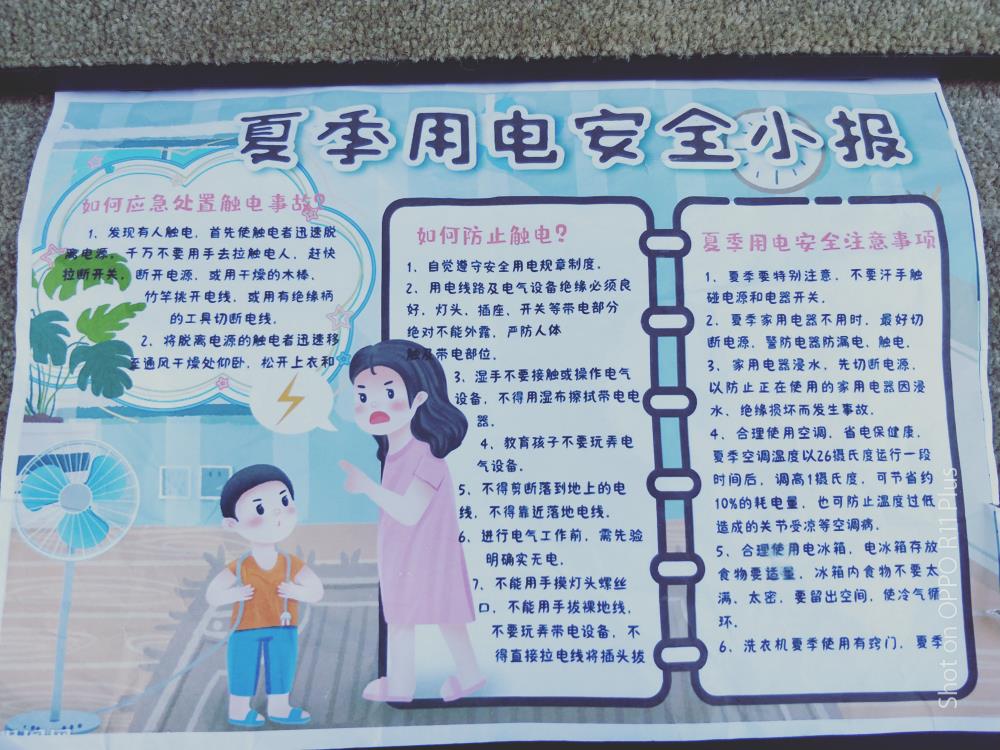 夏季用电安全小报
如何应急处置触电事故?
1、发现有人触电，首先使触电者迅速脱
离电源。千万不要用手去拉触电人，赶快
拉断开关，断开电源，或用干燥的木棒、
竹竿挑开电线，或用有绝缘柄
的工具切断电线。
2、将脱离电源的触电者迅速移
至通风干燥处仰卧，松开上衣和
如何防止触电?
1、自觉遵守安全用电规章制度。
2、用电线路及电气设备绝缘必须良
好，灯头、插座、开关等带电部分
绝对不能外露，严防人体
触及带电部位。
3、湿手不要接触或操作电气
设备，不得用湿布擦拭带电电
器。
4、教育孩子不要玩弄电
气设备。
5、不得剪断落到地上的电
线，不得靠近落地电线。
6、进行电气工作前，需先验
明确实无电。
7、不能用手摸灯头螺丝
口，不能用手拔裸地线，
不要玩弄带电设备，不
得直接拉电线将插头拔
夏季用电安全注意事项
1、夏季要特别注意，不要汗手触
碰电源和电器开关。
2、夏季家用电器不用时，最好切
断电源，警防电器防漏电、触电。
3、家用电器浸水，先切断电源，
以防止正在使用的家用电器因浸
水、绝缘损坏而发生事故。
4、合理使用空调，省电保健康。
夏季空调温度以26摄氏度运行一段
时间后，调高1摄氏度，可节省约
10%的耗电量，也可防止温度过低
造成的关节受凉等空调病。
5、合理使用电冰箱，电冰箱存放
食物要适量，冰箱内食物不要太
满、太密，要留出空间，使冷气循
环。
6、洗衣机夏季使用有窍门，夏季
Shot on OPPO R11 Plus